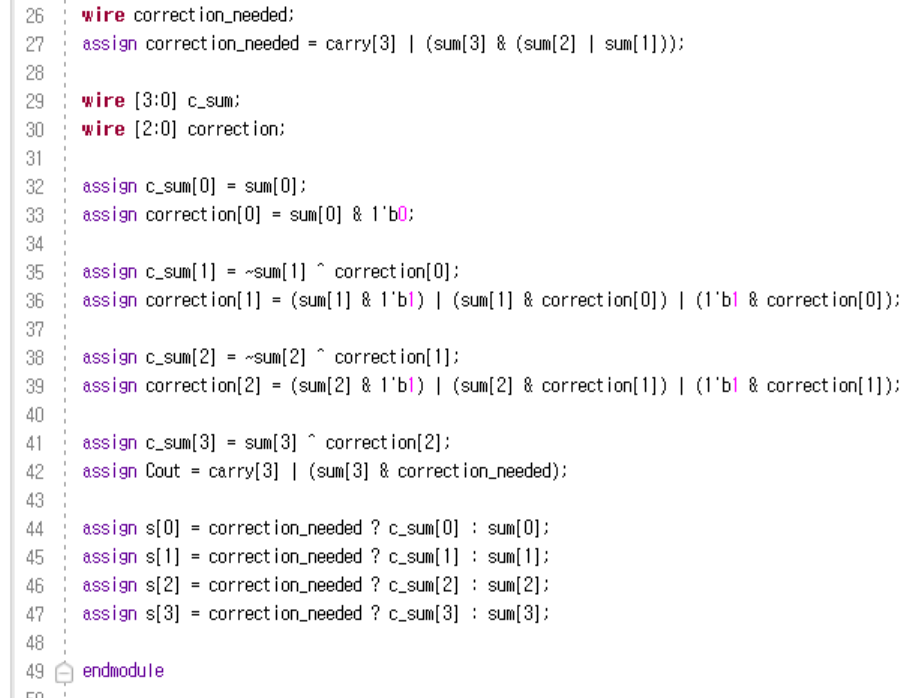 26 wire correction_needed;
27 assign correction_needed = carry[3] | (sum[3] & (sum[2] | sum[1]));
28
29 wire [3:0] c_sum;
30 wire [2:0] correction;
31
32 assign c_sum[0] = sum[0];
33 assign correction[0] = sum[0] & 1'b0;
34
35 assign c_sum[1] = ~sum[1] ^ correction[0];
36 assign correction[1] = (sum[1] & 1'b1) | (sum[1] & correction[0]) | (1'b1 & correction[0]);
37
38 assign c_sum[2] = ~sum[2] ^ correction[1];
39 assign correction[2] = (sum[2] & 1'b1) | (sum[2] & correction[1]) | (1'b1 & correction[1]);
40
41 assign c_sum[3] = sum[3] ^ correction[2];
42 assign Cout = carry[3] | (sum[3] & correction_needed);
43
44 assign s[0] = correction_needed ? c_sum[0] : sum[0];
45 assign s[1] = correction_needed ? c_sum[1] : sum[1];
46 assign s[2] = correction_needed ? c_sum[2] : sum[2];
47 assign s[3] = correction_needed ? c_sum[3] : sum[3];
48
49 endmodule